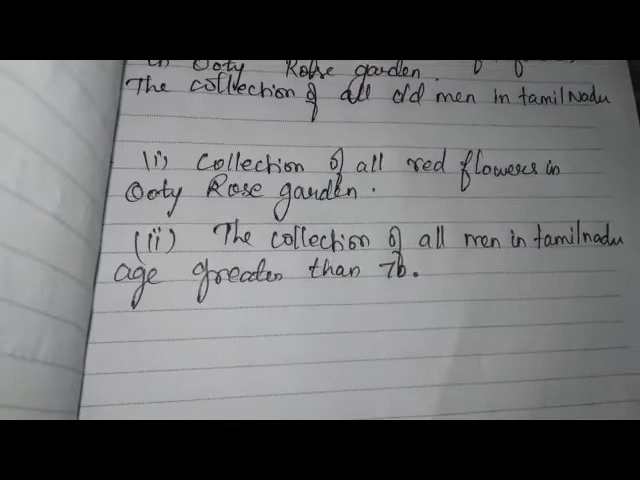 Ooty Rose garden.
The collection of all old men in tamilNadu
(i) Collection of all red flowers in
Ooty Rose garden.
(ii) The collection of all men in tamilnadu
age greater than 76.